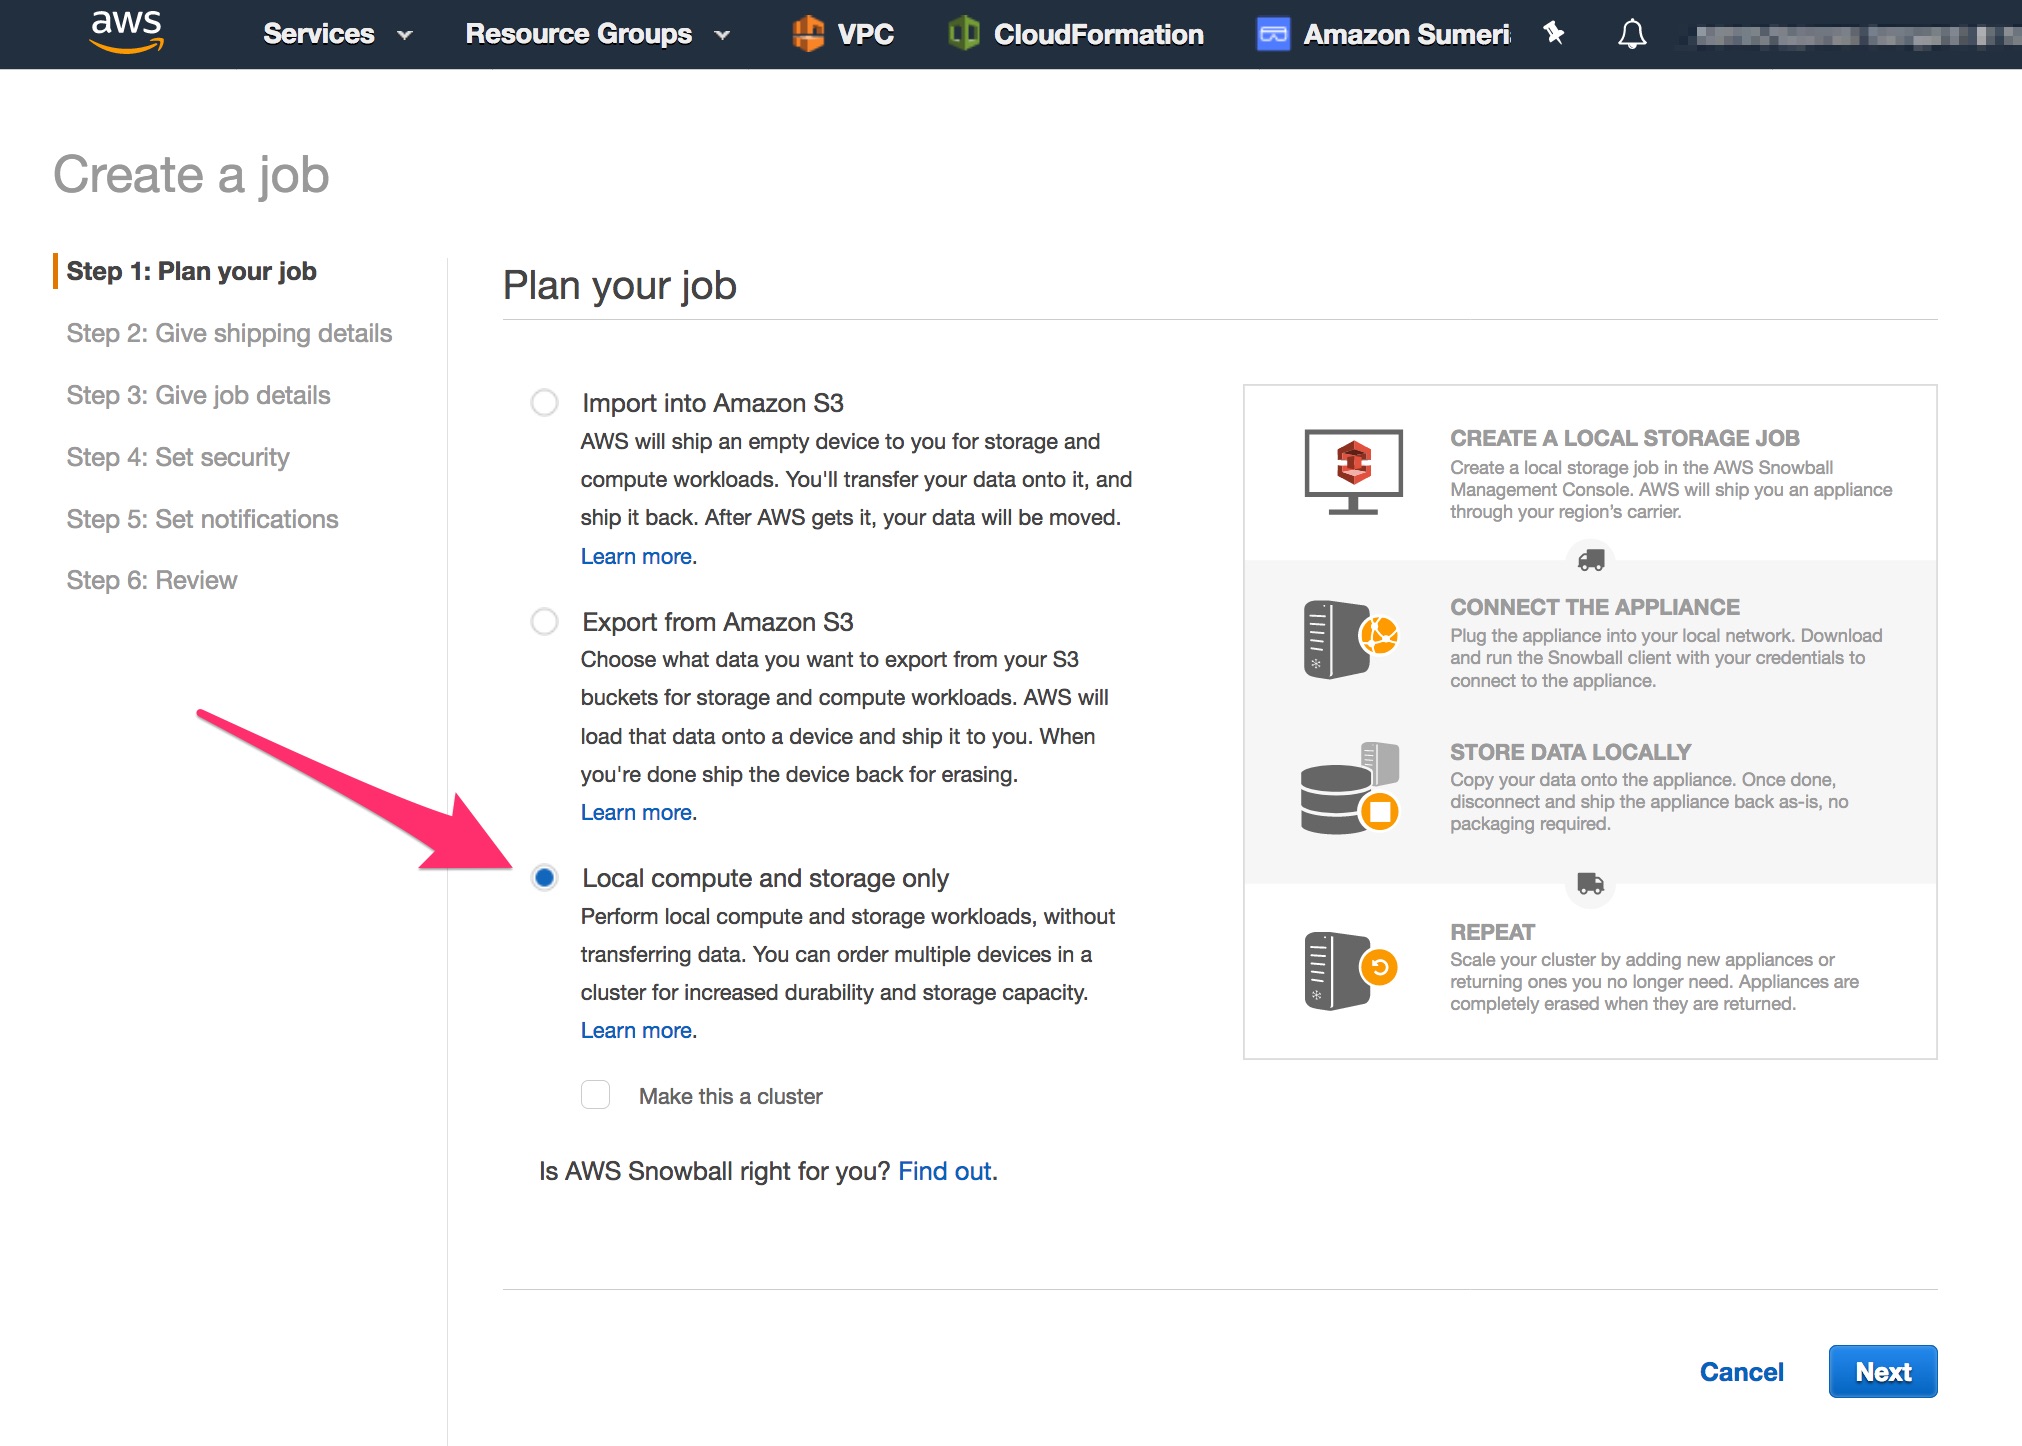 aws
Services
Resource Groups
VPC
CloudFormation
Amazon Sumeri
Create a job
Step 1: Plan your job
Step 2: Give shipping details
Step 3: Give job details
Step 4: Set security
Step 5: Set notifications
Step 6: Review
Plan your job
Import into Amazon S3
AWS will ship an empty device to you for storage and
compute workloads. You'll transfer your data onto it, and
ship it back. After AWS gets it, your data will be moved.
Learn more.
Export from Amazon S3
Choose what data you want to export from your S3
buckets for storage and compute workloads. AWS will
load that data onto a device and ship it to you. When
you're done ship the device back for erasing.
Learn more.
Local compute and storage only
Perform local compute and storage workloads, without
transferring data. You can order multiple devices in a
cluster for increased durability and storage capacity.
Learn more.
Make this a cluster
Is AWS Snowball right for you? Find out.
CREATE A LOCAL STORAGE JOB
Create a local storage job in the AWS Snowball
Management Console. AWS will ship you an appliance
through your region's carrier.
CONNECT THE APPLIANCE
Plug the appliance into your local network. Download
and run the Snowball client with your credentials to
connect to the appliance.
STORE DATA LOCALLY
Copy your data onto the appliance. Once done,
disconnect and ship the appliance back as-is, no
packaging required.
REPEAT
Scale your cluster by adding new appliances or
returning ones you no longer need. Appliances are
completely erased when they are returned.
Cancel
Next